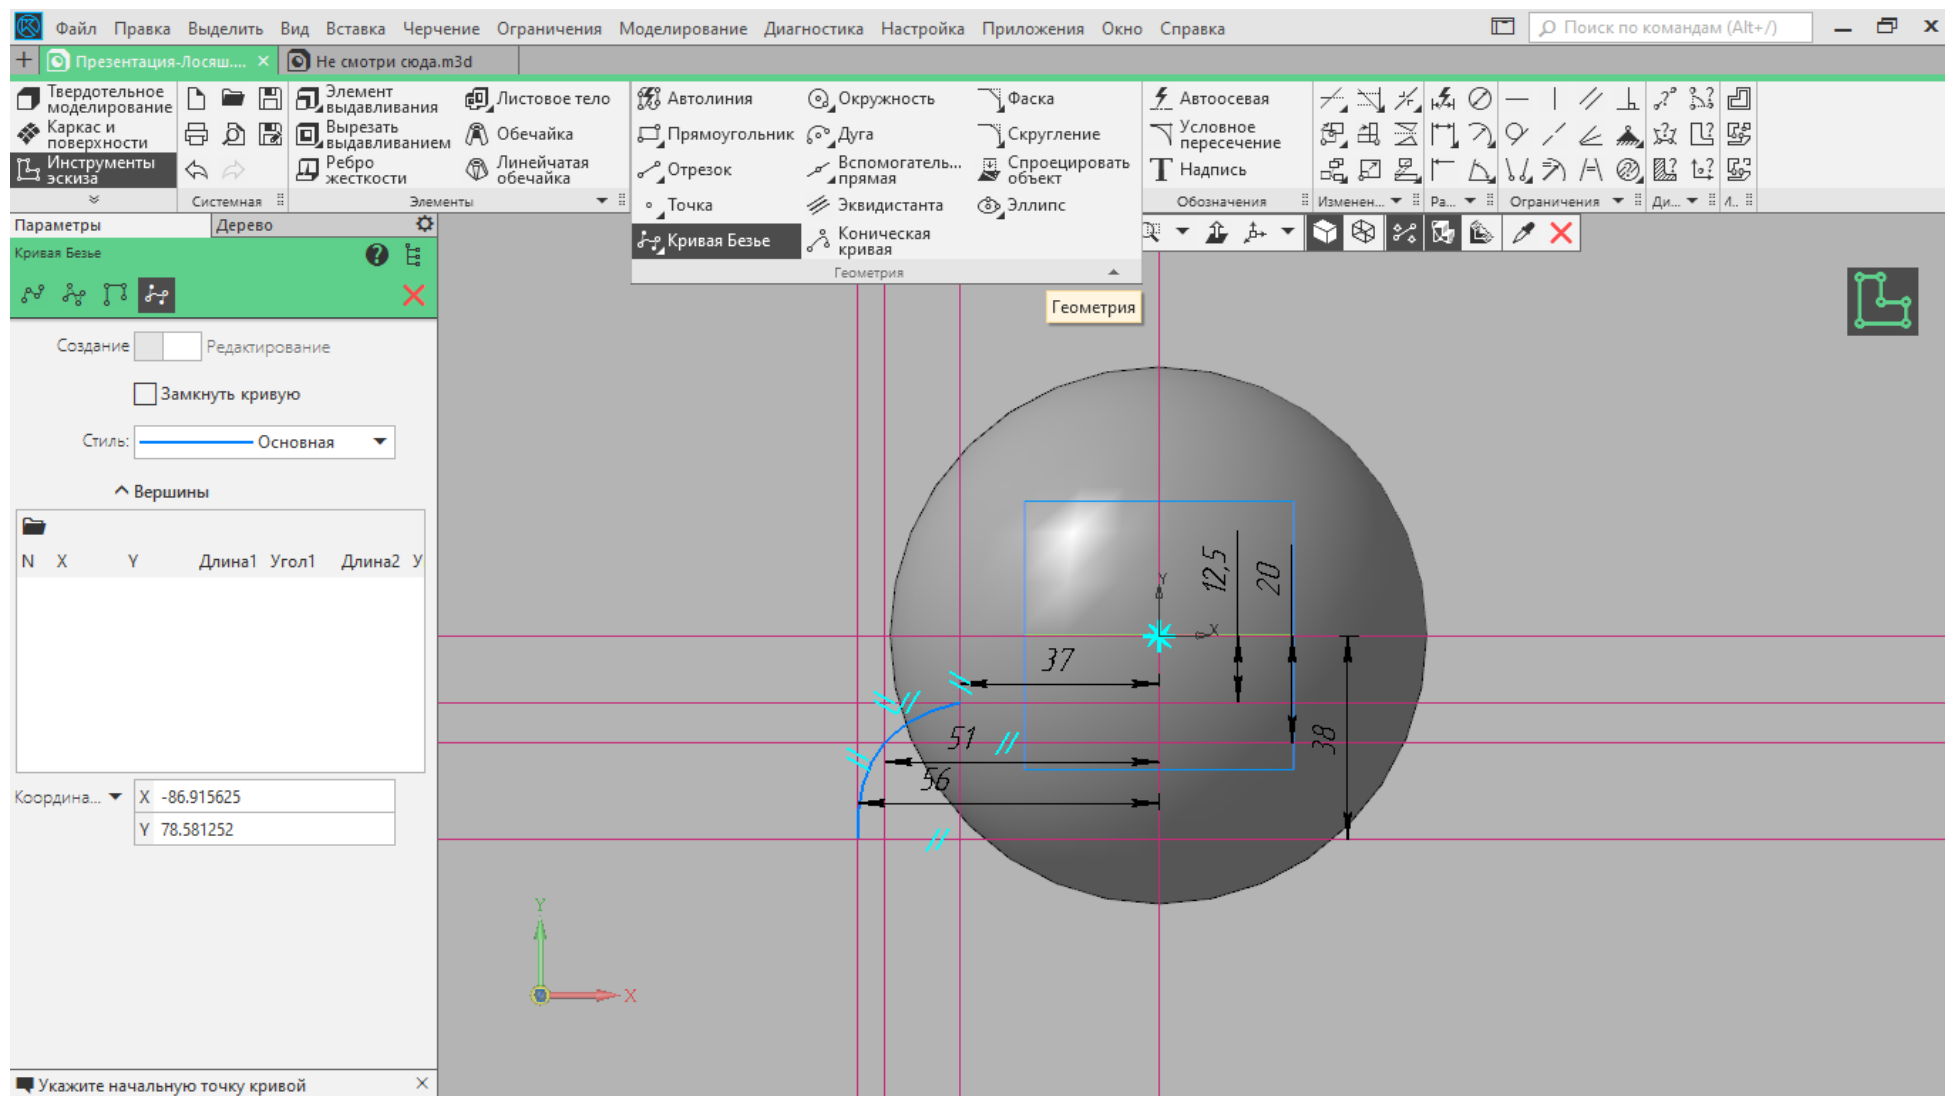 Файл Правка Выделить Вид Вставка Черчение Ограничения Моделирование Диагностика Настройка Приложения Окно Справка Поиск по командам (Alt+/)
Презентация-Лосяш.... Не смотри сюда.m3d
Твердотельное моделирование
Каркас и поверхности
Инструменты эскиза
Системная
Элемент выдавливания
Вырезать выдавливанием
Ребро жесткости
Листовое тело
Обечайка
Линейчатая обечайка
Элементы
Автолиния
Прямоугольник
Отрезок
Точка
Кривая Безье
Окружность
Дуга
Вспомогатель... прямая
Эквидистанта
Коническая кривая
Фаска
Скругление
Спроецировать объект
Эллипс
Геометрия
Автоосевая
Условное пересечение
Надпись
Обозначения
Изменен...
Ра...
Ограничения
Ди...
И..
Геометрия
Параметры Дерево
Кривая Безье
Создание Редактирование
Замкнуть кривую
Стиль: Основная
Вершины
N X Y Длина1 Угол1 Длина2 У
Координа... X -86.915625
Y 78.581252
Укажите начальную точку кривой
Y
X
12,5
20
37
51
38
56
Y
X